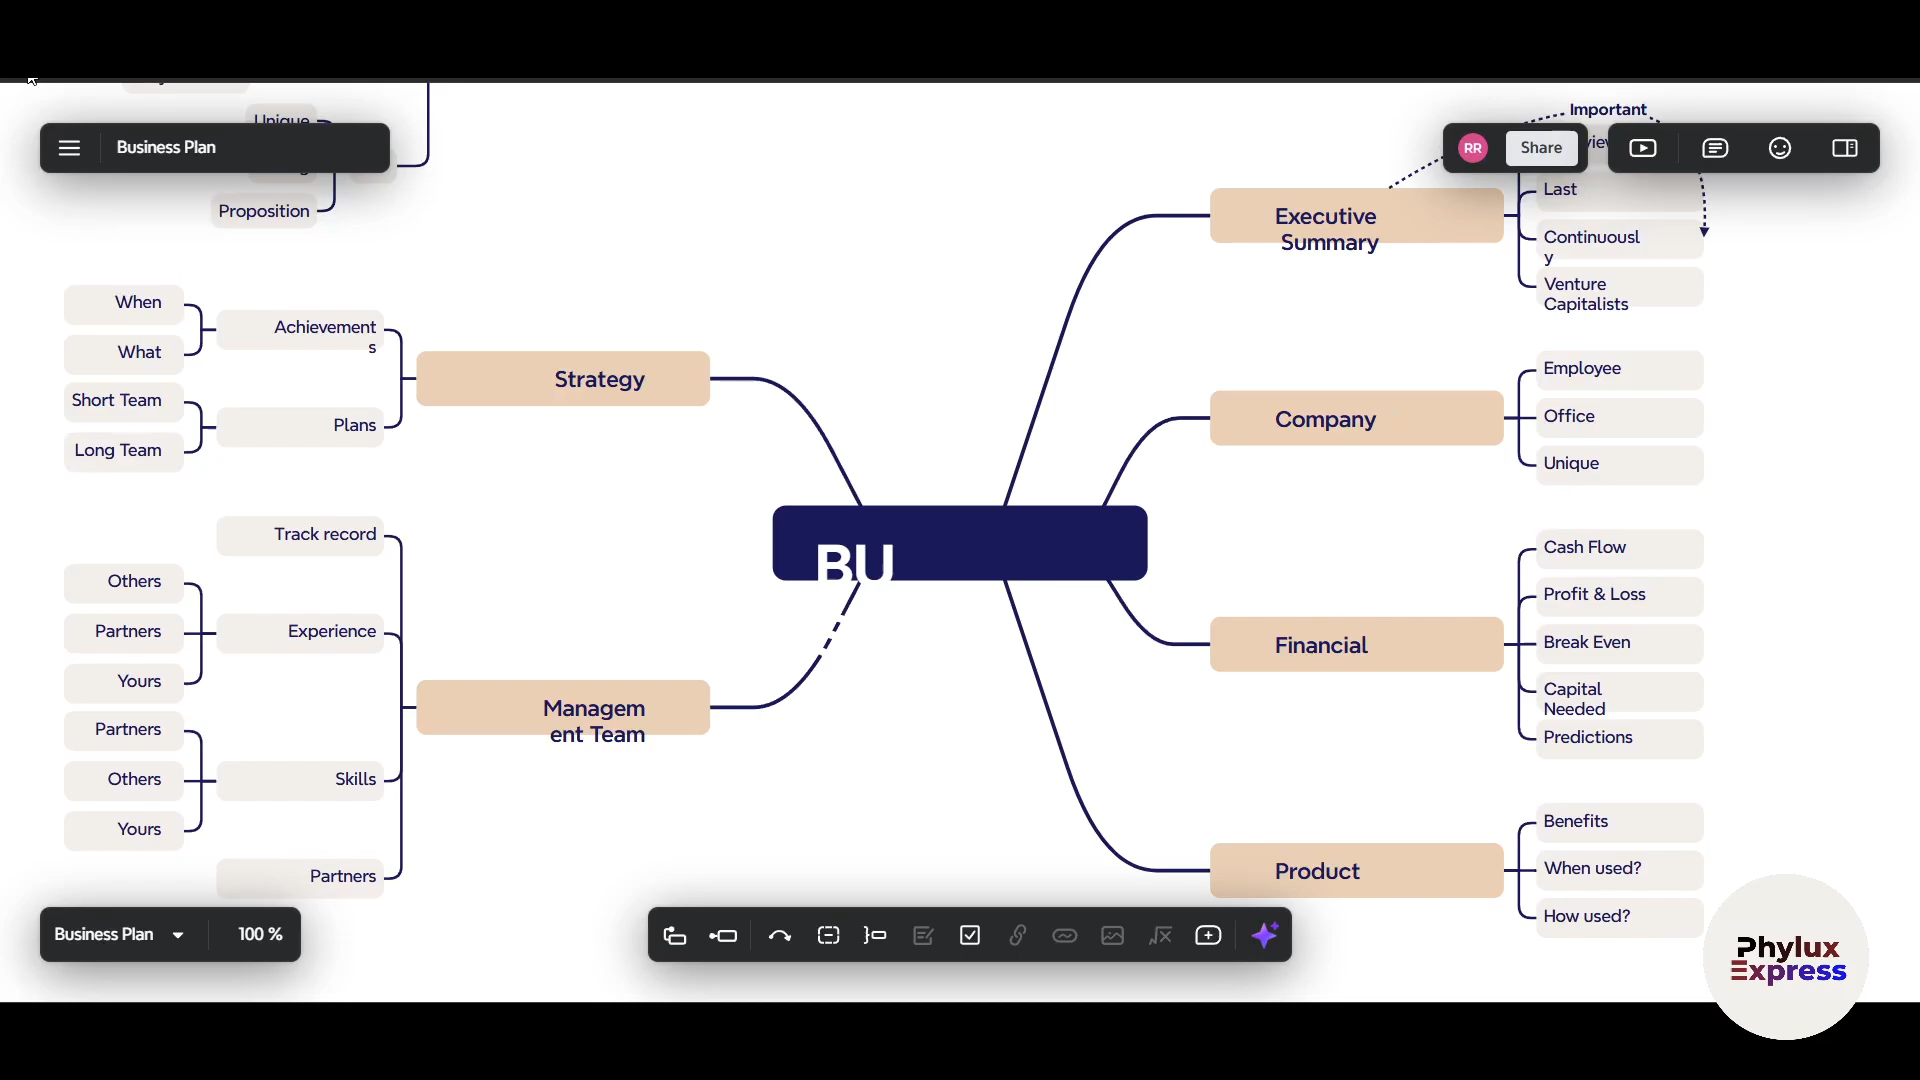 Unique
Business Plan
Proposition
Important
RR
Share
Last
Continuousl
y
Venture
Capitalists
Executive
Summary
When
What
Achievement
s
Short Team
Long Team
Plans
Strategy
Employee
Office
Unique
Company
BU
Track record
Others
Partners
Yours
Experience
Partners
Others
Yours
Skills
Partners
Managem
ent Team
Cash Flow
Profit & Loss
Break Even
Capital
Needed
Predictions
Financial
Benefits
When used?
How used?
Product
Business Plan
100 %
Phylux
Express